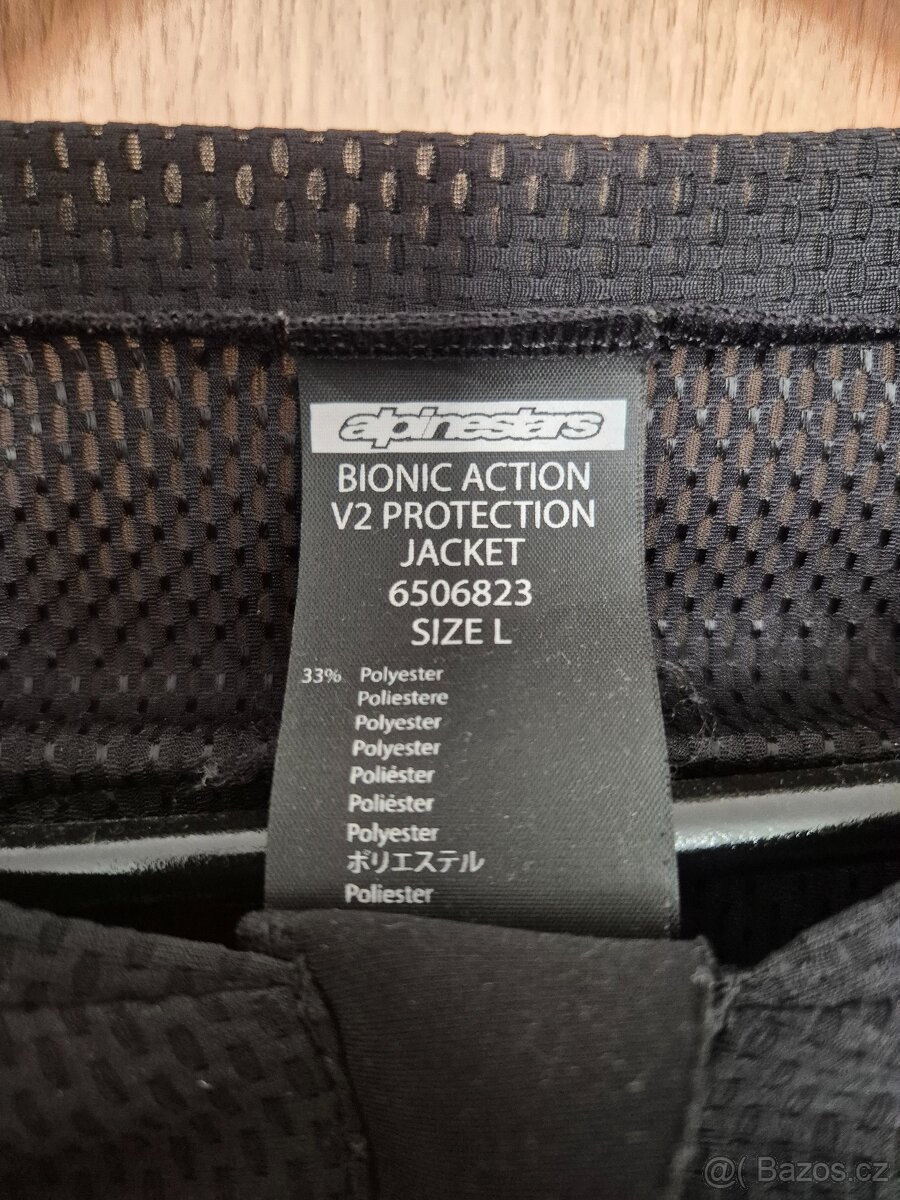 alpinestars
BIONIC ACTION
V2 PROTECTION
JACKET
6506823
SIZE L
33% Polyester
Poliestere
Polyester
Polyester
Poliéster
Poliéster
Polyester
ポリエステル
Poliester
@( Bazoš.cz